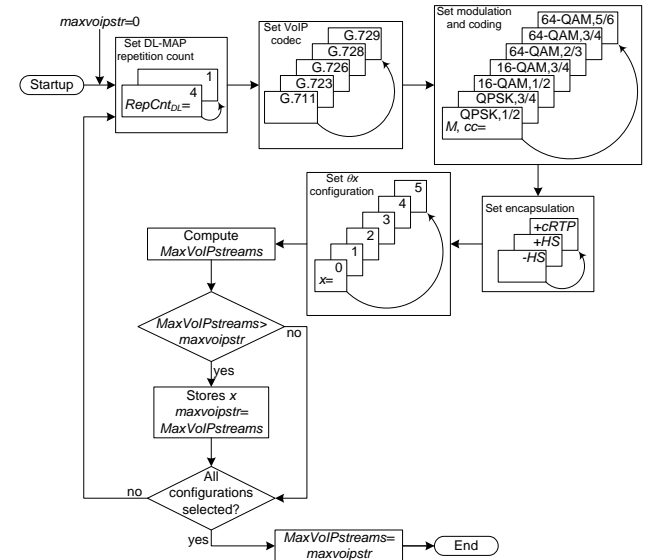 maxvoipstr=0
Startup
Set DL-MAP
repetition count
1
4
RepCntDL=
Set VoIP
codec
G.729
G.728
G.726
G.723
G.711
Set modulation
and coding
64-QAM,5/6
64-QAM,3/4
64-QAM,2/3
16-QAM,3/4
16-QAM,1/2
QPSK,3/4
QPSK,1/2
M, cc=
Set encapsulation
+cRTP
+HS
-HS
Set θx
configuration
5
4
3
2
1
0
x=
Compute
MaxVoIPstreams
MaxVoIPstreams>
maxvoipstr
no
yes
Stores x
maxvoipstr=
MaxVoIPstreams
All
configurations
selected?
no
yes
MaxVoIPstreams=
maxvoipstr
End